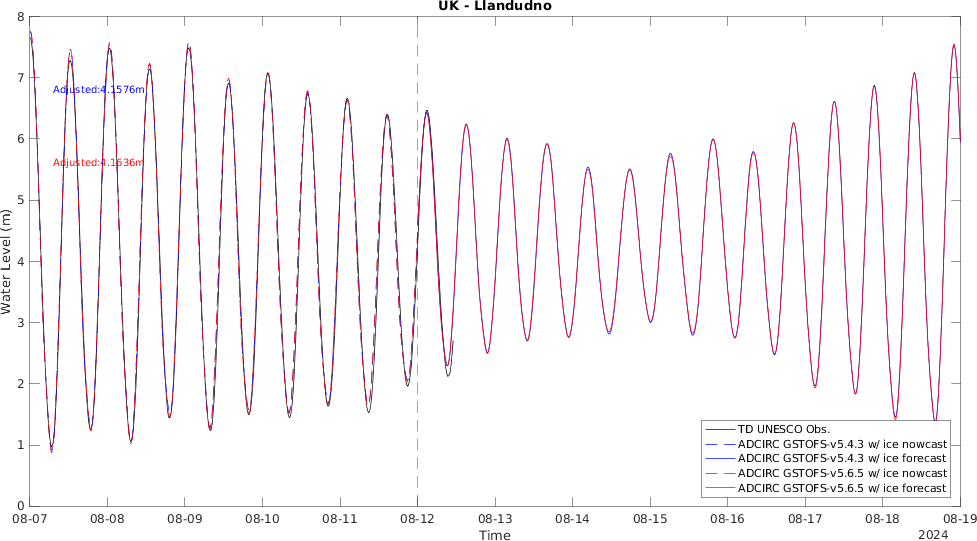 UK - Llandudno
8
7
6
5
4
3
2
1
0
Water Level (m)
Adjusted:4.1576m
Adjusted:4.1636m
TD UNESCO Obs.
ADCIRC GSTOFS-v5.4.3 w/ ice nowcast
ADCIRC GSTOFS-v5.4.3 w/ ice forecast
ADCIRC GSTOFS-v5.6.5 w/ ice nowcast
ADCIRC GSTOFS-v5.6.5 w/ ice forecast
08-07 08-08 08-09 08-10 08-11 08-12 08-13 08-14 08-15 08-16 08-17 08-18 08-19
Time
2024